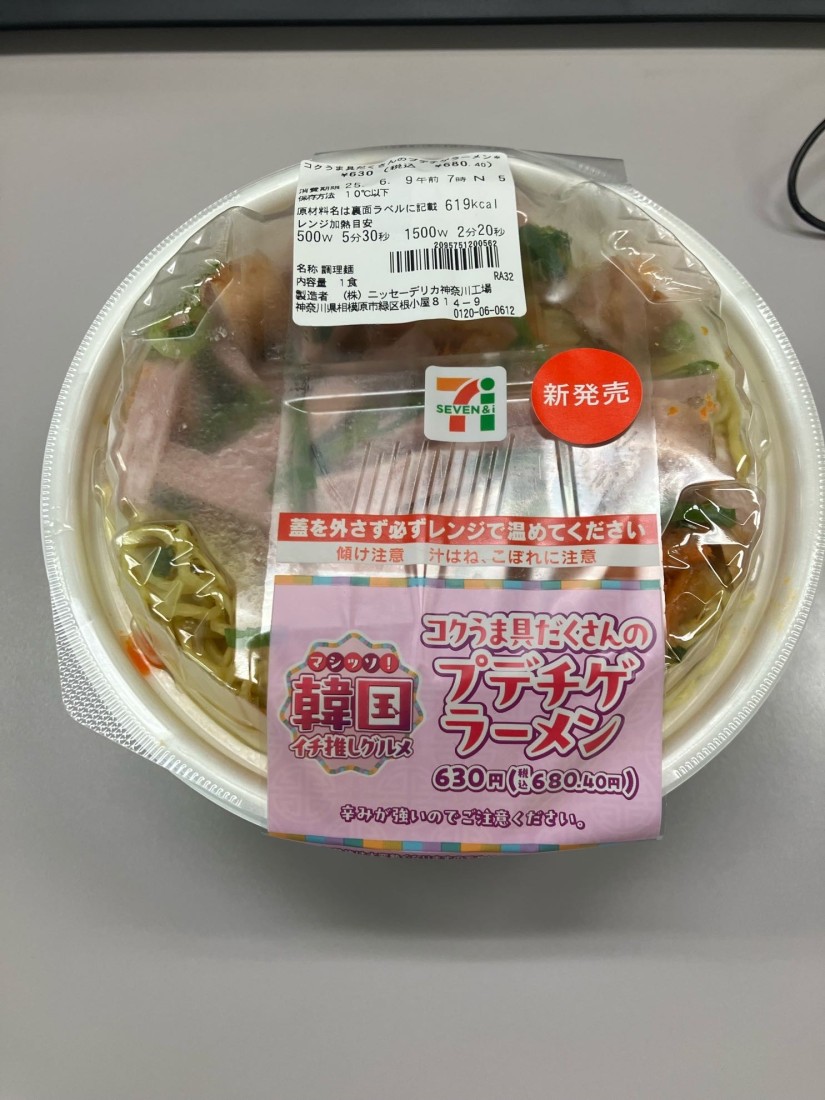 コクうま具だくさんのプデチゲラーメン
¥630 (税込 ¥680.40)
消費期限 25. 6. 9午前 7時 N 5
保存方法 10℃以下
原材料名は裏面ラベルに記載 619kcal
レンジ加熱目安
500W 5分30秒 1500W 2分20秒
2095751200562
名称 調理麺
内容量 1食
RA32
製造者 (株)ニッセーデリカ神奈川工場
神奈川県相模原市緑区根小屋814-9
0120-06-0612
SEVEN&i
新発売
蓋を外さず必ずレンジで温めてください
傾け注意 汁はね、こぼれに注意
マシッソ!
韓国
イチ推しグルメ
コクうま具だくさんの
プデチゲ
ラーメン
630円(税込680.40円)
辛みが強いのでご注意ください。